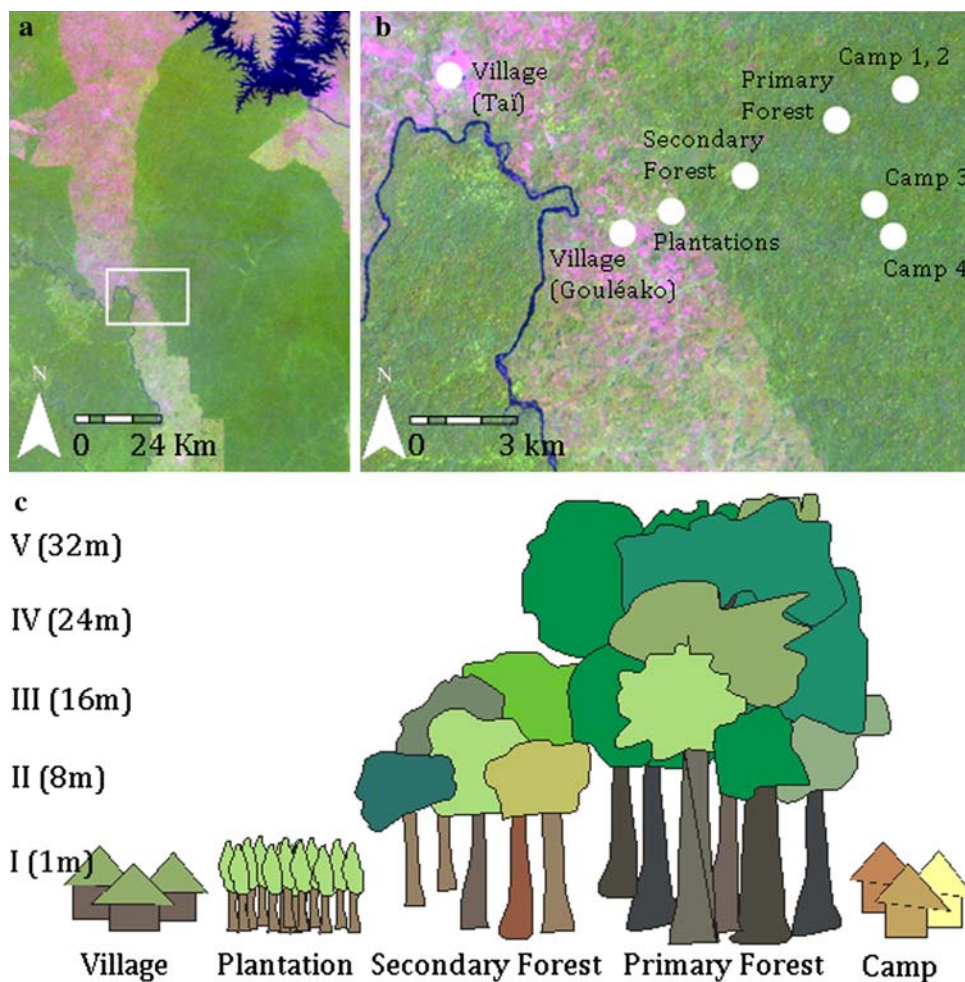 a
N
0 24 Km
b
Village
(Taï)
Primary
Forest
Camp 1, 2
Secondary
Forest
Camp 3
Plantations
Village
(Gouléako)
Camp 4
N
0 3 km
c
V (32m)
IV (24m)
III (16m)
II (8m)
I (1m)
Village Plantation Secondary Forest Primary Forest Camp